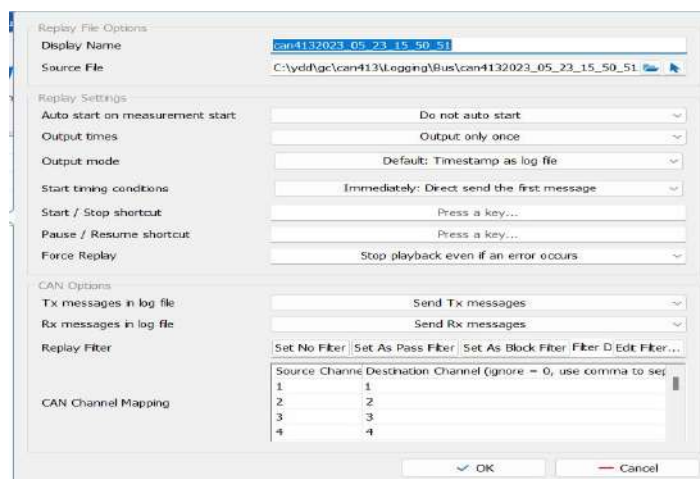 Replay File Options
Display Name can4132023_05_23_15_50_51
Source File C:\ydd\gc\can413\Logging\Bus\can4132023_05_23_15_50_51
Replay Settings
Auto start on measurement start Do not auto start
Output times Output only once
Output mode Default: Timestamp as log file
Start timing conditions Immediately: Direct send the first message
Start / Stop shortcut Press a key...
Pause / Resume shortcut Press a key...
Force Replay Stop playback even if an error occurs
CAN Options
Tx messages in log file Send Tx messages
Rx messages in log file Send Rx messages
Replay Filter Set No Filter Set As Pass Filter Set As Block Filter Filter D Edit Filter...
Source Channe Destination Channel (ignore = 0, use comma to sep
1 1
2 2
CAN Channel Mapping
3 3
4 4
OK Cancel